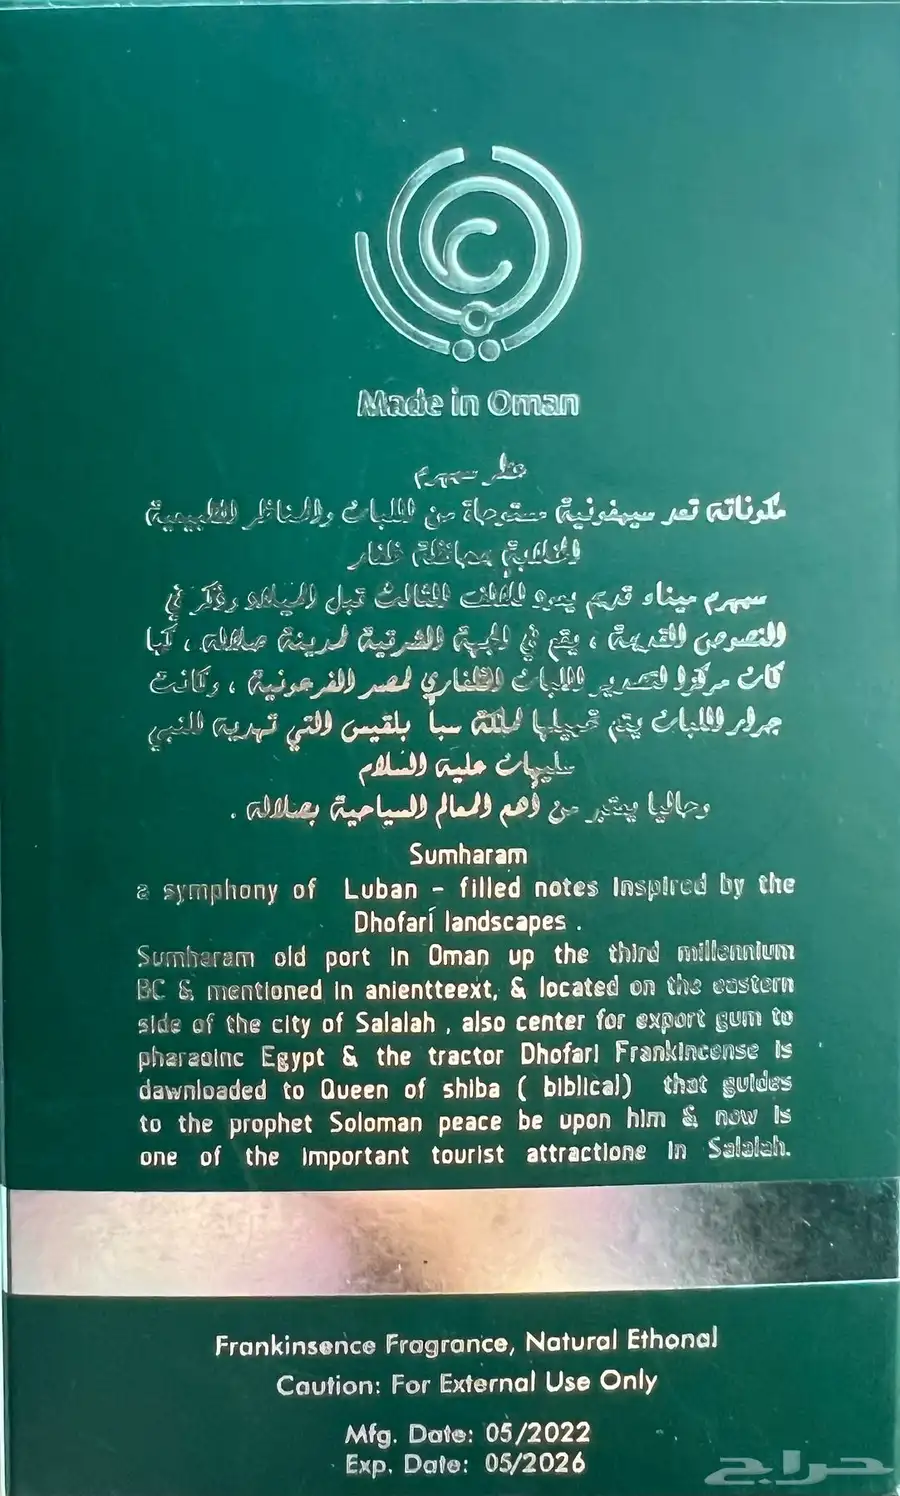 Made in Oman
عطر سمهرم
مكوناته تعد سيمفونية مستوحاة من اللبان والمناظر الطبيعية
الخلابة بمحافظة ظفار
سمهرم ميناء قديم يعود للألف الثالث قبل الميلاد وذكر في
النصوص القديمة ، يقع في الجهة الشرقية لمدينة صلالة ، كما
كان مركزا لتصدير اللبان الظفاري لمصر الفرعونية ، وكانت
جرار اللبان يتم تحميلها لملكة سبأ بلقيس التي تهديه للنبي
سليمان عليه السلام
وحاليا يعتبر من أهم المعالم السياحية بصلالة .
Sumharam
a symphony of Luban - filled notes Inspired by the
Dhofari landscapes .
Sumharam old port In Oman up the third millennium
BC & mentioned in anientteext, & located on the eastern
side of the city of Salalah , also center for export gum to
pharaoinc Egypt & the tractor Dhofari Frankincense is
dawnloaded to Queen of shiba ( biblical) that guides
to the prophet Soloman peace be upon him & now is
one of the important tourist attractione in Salalah.
Frankinsence Fragrance, Natural Ethonal
Caution: For External Use Only
Mfg. Date: 05/2022
Exp. Date: 05/2026
حراج